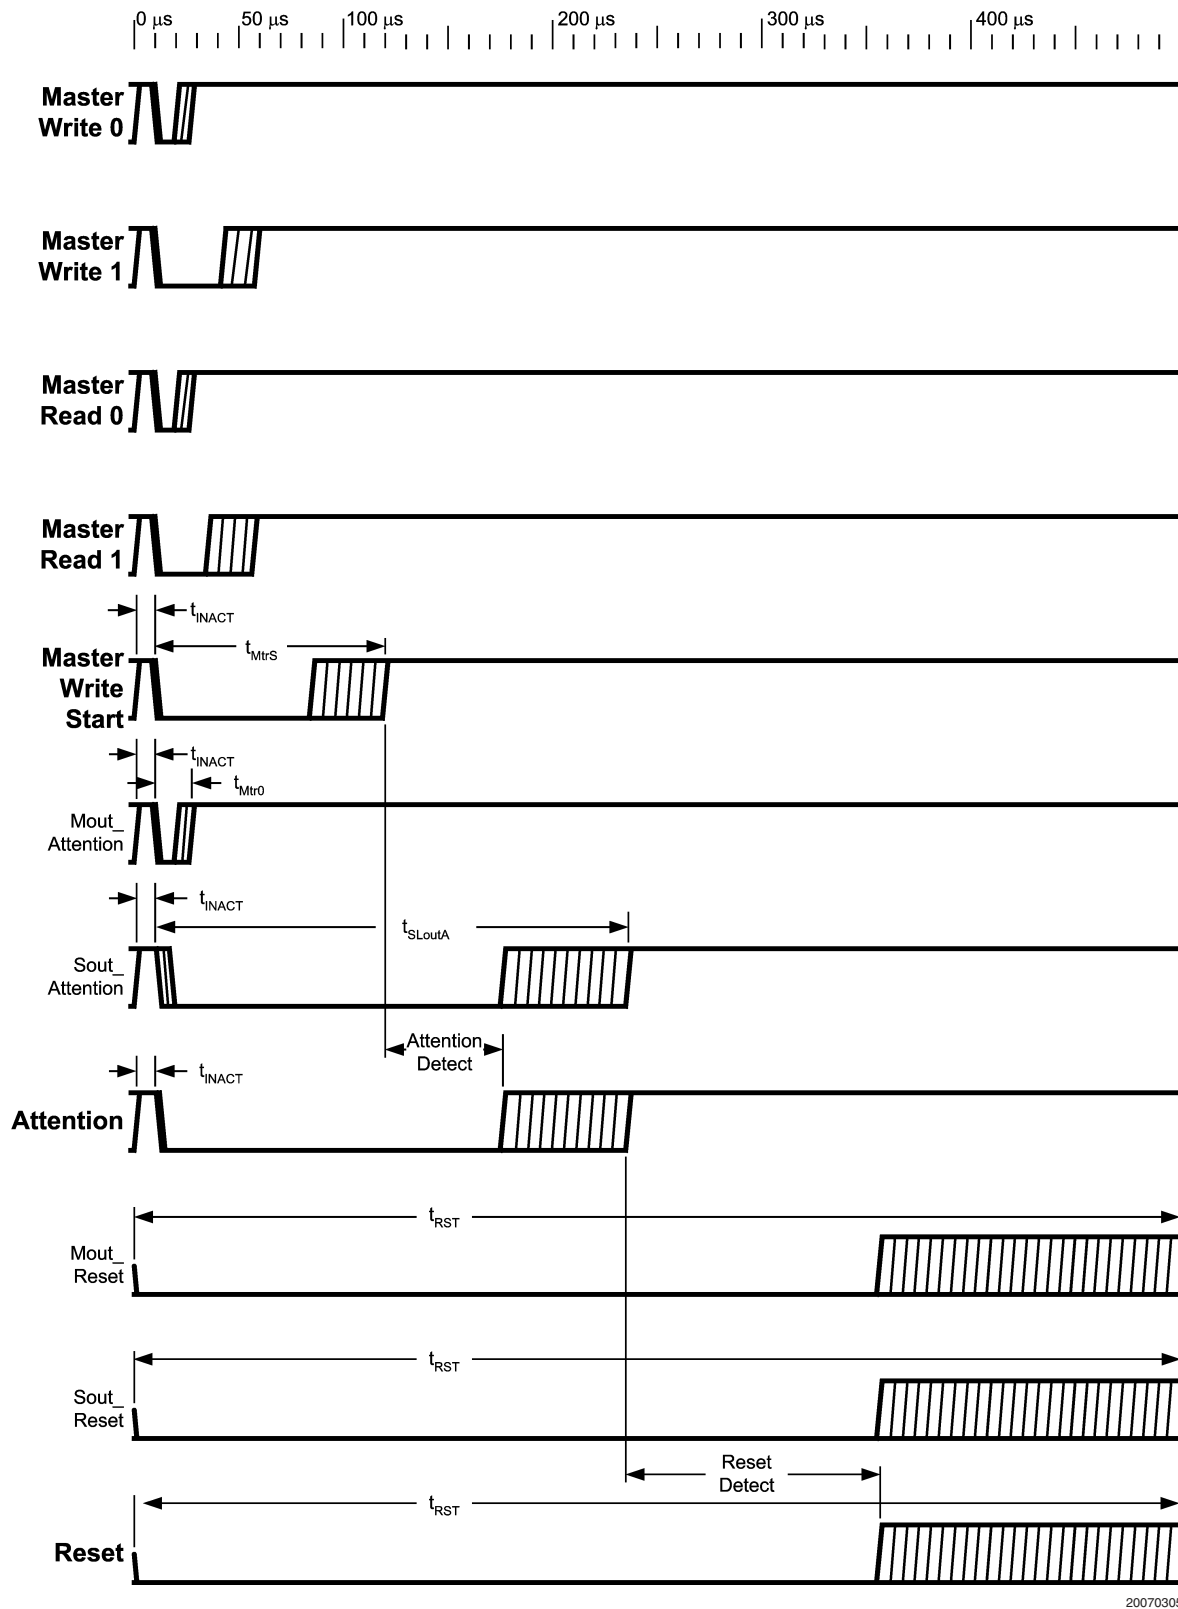 0 µs 50 µs 100 µs 200 µs 300 µs 400 µs
Master
Write 0
Master
Write 1
Master
Read 0
Master
Read 1
tINACT
tMtrS
Master
Write
Start
tINACT
tMtr0
Mout_
Attention
tINACT
tSLoutA
Sout_
Attention
Attention
Detect
tINACT
Attention
tRST
Mout_
Reset
tRST
Sout_
Reset
Reset
Detect
tRST
Reset
20070305